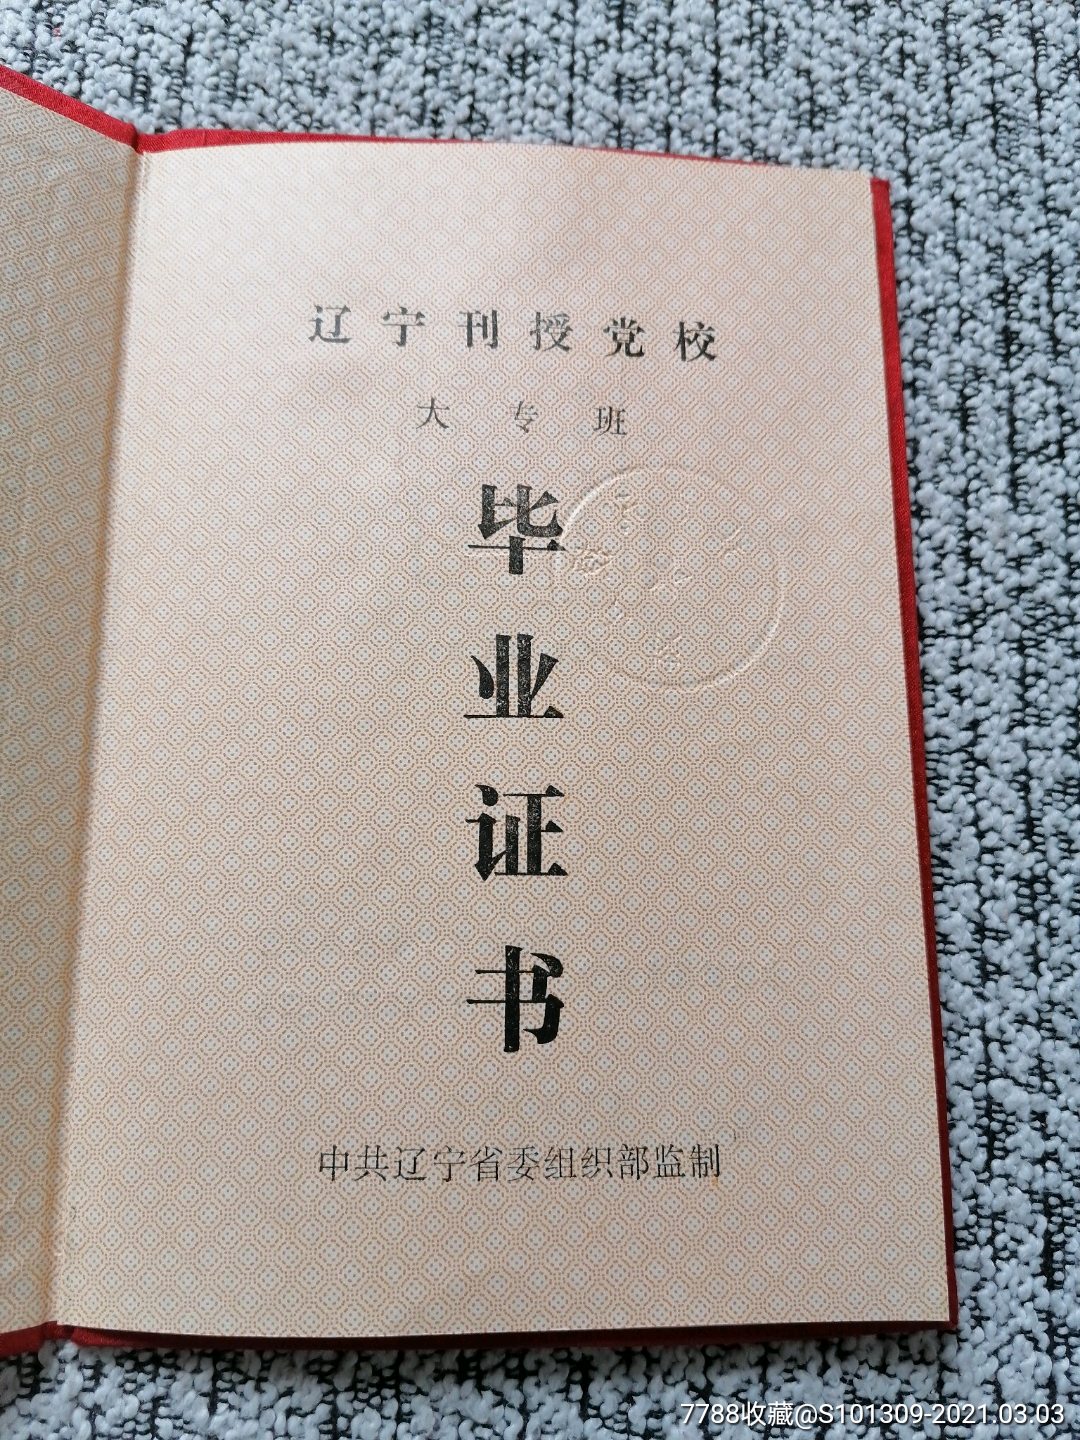 辽宁刊授党校
大专班
毕
业
证
书
中共辽宁省委组织部监制
7788收藏@S101309-2021.03.03